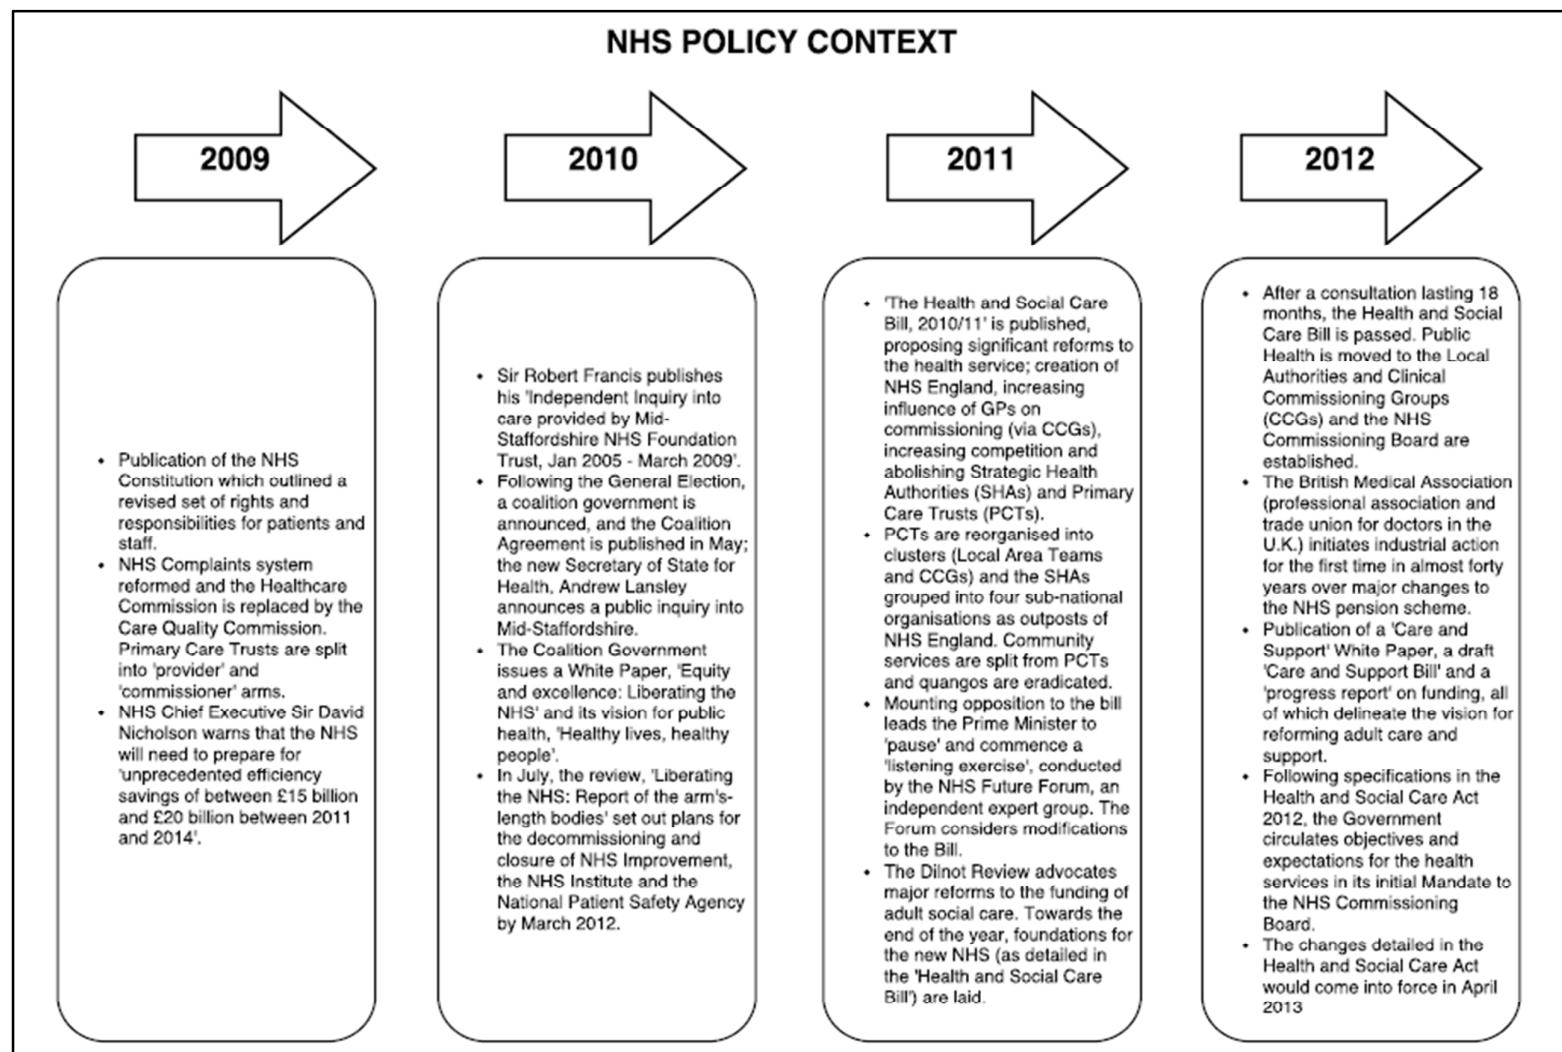 NHS POLICY CONTEXT
2009
2010
2011
2012
• Publication of the NHS
Constitution which outlined a
revised set of rights and
responsibilities for patients and
staff.
• NHS Complaints system
reformed and the Healthcare
Commission is replaced by the
Care Quality Commission.
Primary Care Trusts are split
into 'provider' and
'commissioner' arms.
• NHS Chief Executive Sir David
Nicholson warns that the NHS
will need to prepare for
'unprecedented efficiency
savings of between £15 billion
and £20 billion between 2011
and 2014'.
• Sir Robert Francis publishes
his 'Independent Inquiry into
care provided by Mid-
Staffordshire NHS Foundation
Trust, Jan 2005 - March 2009'.
• Following the General Election,
a coalition government is
announced, and the Coalition
Agreement is published in May;
the new Secretary of State for
Health, Andrew Lansley
announces a public inquiry into
Mid-Staffordshire.
• The Coalition Government
issues a White Paper, 'Equity
and excellence: Liberating the
NHS' and its vision for public
health, 'Healthy lives, healthy
people'.
• In July, the review, 'Liberating
the NHS: Report of the arm's-
length bodies' set out plans for
the decommissioning and
closure of NHS Improvement,
the NHS Institute and the
National Patient Safety Agency
by March 2012.
• 'The Health and Social Care
Bill, 2010/11' is published,
proposing significant reforms to
the health service; creation of
NHS England, increasing
influence of GPs on
commissioning (via CCGs),
increasing competition and
abolishing Strategic Health
Authorities (SHAs) and Primary
Care Trusts (PCTs).
• PCTs are reorganised into
clusters (Local Area Teams
and CCGs) and the SHAs
grouped into four sub-national
organisations as outposts of
NHS England. Community
services are split from PCTs
and quangos are eradicated.
• Mounting opposition to the bill
leads the Prime Minister to
'pause' and commence a
'listening exercise', conducted
by the NHS Future Forum, an
independent expert group. The
Forum considers modifications
to the Bill.
• The Dilnot Review advocates
major reforms to the funding of
adult social care. Towards the
end of the year, foundations for
the new NHS (as detailed in
the 'Health and Social Care
Bill') are laid.
• After a consultation lasting 18
months, the Health and Social
Care Bill is passed. Public
Health is moved to the Local
Authorities and Clinical
Commissioning Groups
(CCGs) and the NHS
Commissioning Board are
established.
• The British Medical Association
(professional association and
trade union for doctors in the
U.K.) initiates industrial action
for the first time in almost forty
years over major changes to
the NHS pension scheme.
• Publication of a 'Care and
Support' White Paper, a draft
'Care and Support Bill' and a
'progress report' on funding, all
of which delineate the vision for
reforming adult care and
support.
• Following specifications in the
Health and Social Care Act
2012, the Government
circulates objectives and
expectations for the health
services in its initial Mandate to
the NHS Commissioning
Board.
• The changes detailed in the
Health and Social Care Act
would come into force in April
2013